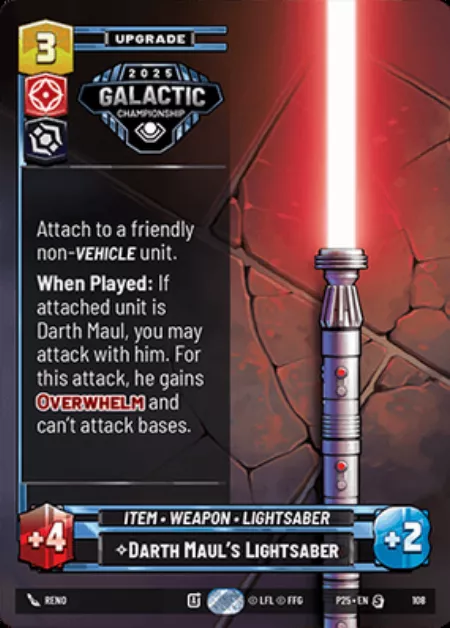 3
UPGRADE
2025
GALACTIC
CHAMPIONSHIP
Attach to a friendly
non-VEHICLE unit.
When Played: If
attached unit is
Darth Maul, you may
attack with him. For
this attack, he gains
OVERWHELM and
can't attack bases.
ITEM • WEAPON • LIGHTSABER
+4
✧DARTH MAUL'S LIGHTSABER
+2
RENO
© LFL © FFG
P25 • EN
108